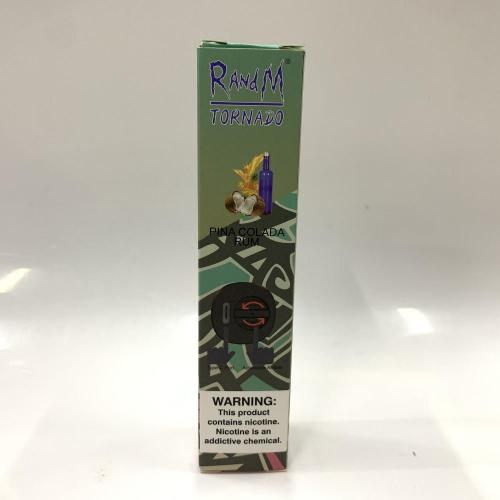 RandM®
TORNADO
PINA COLADA
RUM
WARNING:
This product
contains nicotine.
Nicotine is an
addictive chemical.